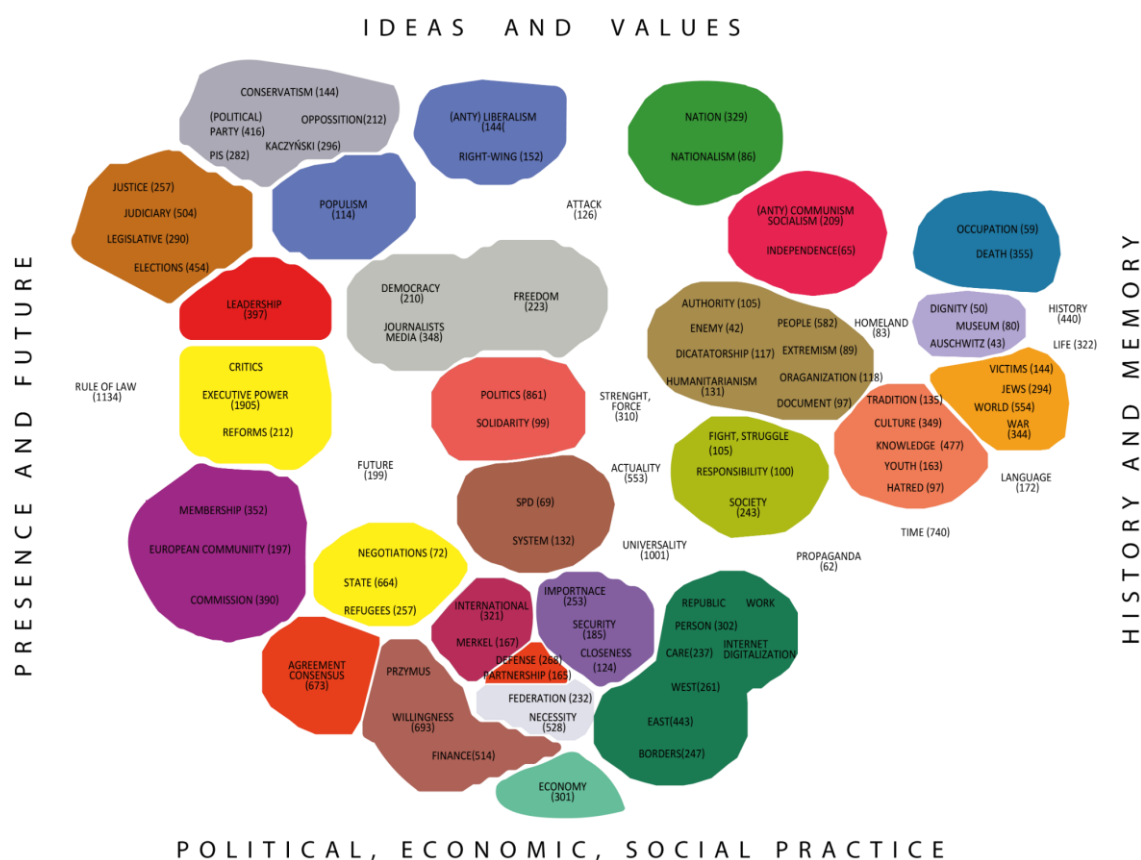 IDEAS AND VALUES
PRESENCE AND FUTURE
HISTORY AND MEMORY
CONSERVATISM (144)
(POLITICAL)
PARTY (416)
OPPOSSITION(212)
KACZYŃSKI (296)
PIS (282)
(ANTY) LIBERALISM
(144(
RIGHT-WING (152)
NATION (329)
NATIONALISM (86)
JUSTICE (257)
JUDICIARY (504)
LEGISLATIVE (290)
ELECTIONS (454)
POPULISM
(114)
ATTACK
(126)
(ANTY) COMMUNISM
SOCIALISM (209)
INDEPENDENCE(65)
OCCUPATION (59)
DEATH (355)
LEADERSHIP
(397)
DEMOCRACY
(210)
FREEDOM
(223)
JOURNALISTS
MEDIA (348)
AUTHORITY (105)
ENEMY (42)
PEOPLE (582)
DICATATORSHIP (117)
EXTREMISM (89)
HUMANITARIANISM
(131)
ORAGANIZATION (118)
DOCUMENT (97)
HOMELAND
(83)
DIGNITY (50)
MUSEUM (80)
AUSCHWITZ (43)
HISTORY
(440)
LIFE (322)
VICTIMS (144)
JEWS (294)
WORLD (554)
WAR
(344)
RULE OF LAW
(1134)
CRITICS
EXECUTIVE POWER
(1905)
REFORMS (212)
POLITICS (861)
SOLIDARITY (99)
STRENGHT,
FORCE
(310)
TRADITION (135)
CULTURE (349)
KNOWLEDGE (477)
YOUTH (163)
HATRED (97)
FIGHT, STRUGGLE
(105)
RESPONSIBILITY (100)
SOCIETY
(243)
FUTURE
(199)
ACTUALITY
(553)
LANGUAGE
(172)
MEMBERSHIP (352)
EUROPEAN COMMUNIITY (197)
COMMISSION (390)
SPD (69)
SYSTEM (132)
UNIVERSALITY
(1001)
TIME (740)
PROPAGANDA
(62)
NEGOTIATIONS (72)
STATE (664)
REFUGEES (257)
INTERNATIONAL
(321)
MERKEL (167)
IMPORTNACE
(253)
SECURITY
(185)
CLOSENESS
(124)
REPUBLIC
WORK
PERSON (302)
CARE(237)
INTERNET
DIGITALIZATION
WEST(261)
EAST(443)
BORDERS(247)
AGREEMENT
CONSENSUS
(673)
PRZYMUS
WILLINGNESS
(693)
FINANCE(514)
DEFENSE (268)
PARTNERSHIP (165)
FEDERATION (232)
NECESSITY
(528)
ECONOMY
(301)
POLITICAL, ECONOMIC, SOCIAL PRACTICE